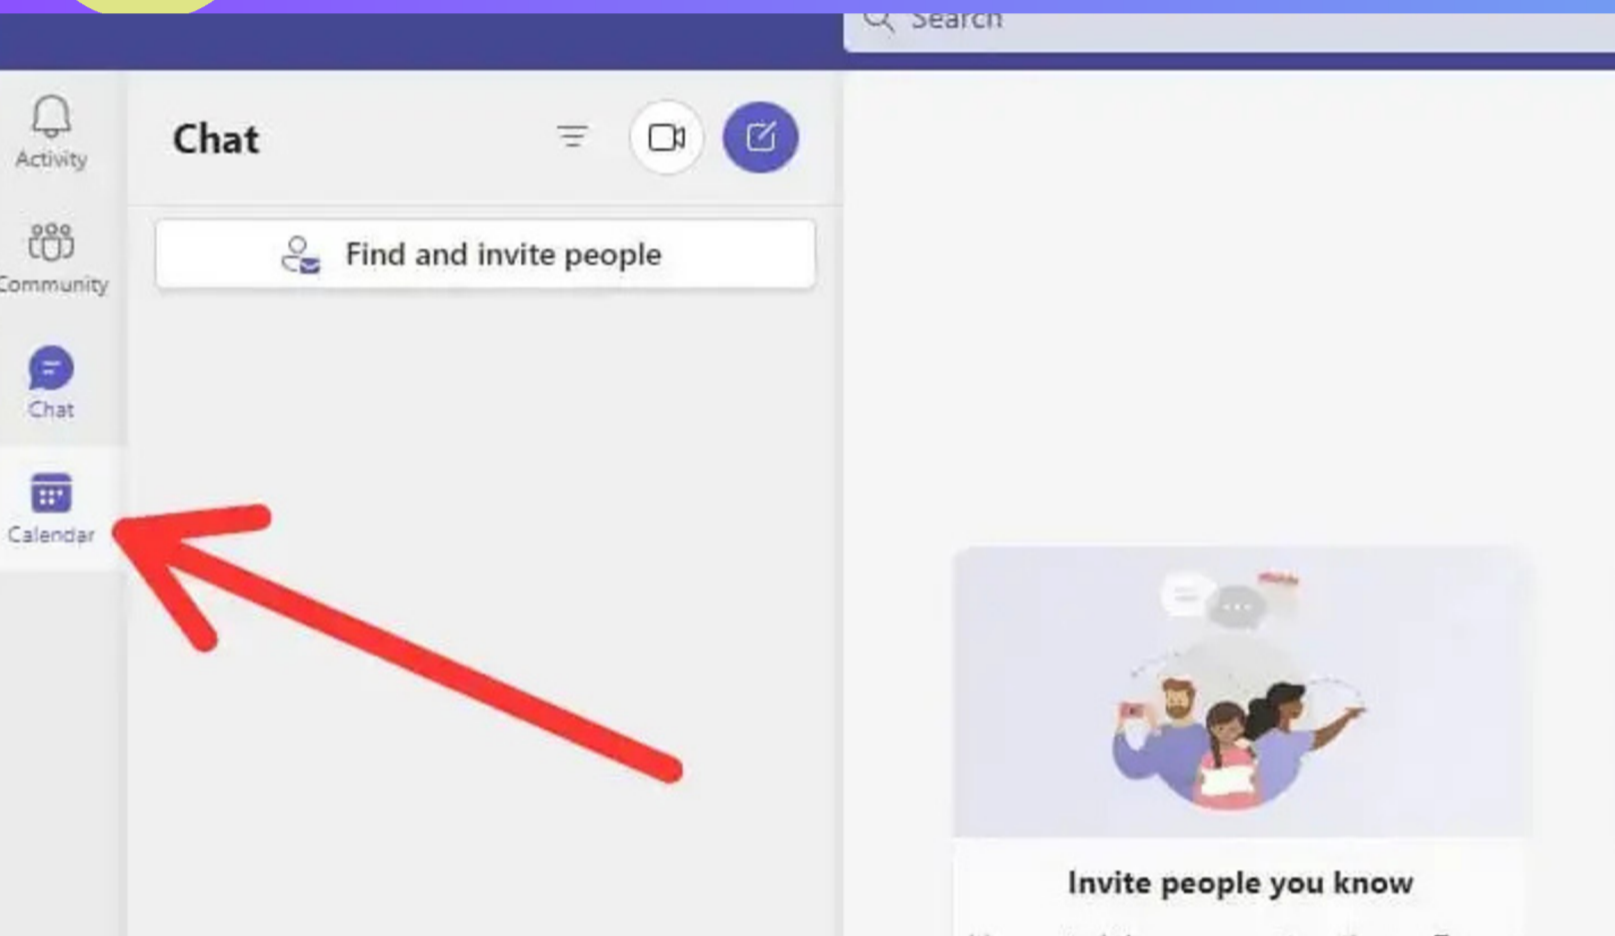 Search
Activity
Chat
Community
Find and invite people
Chat
Calendar
Invite people you know